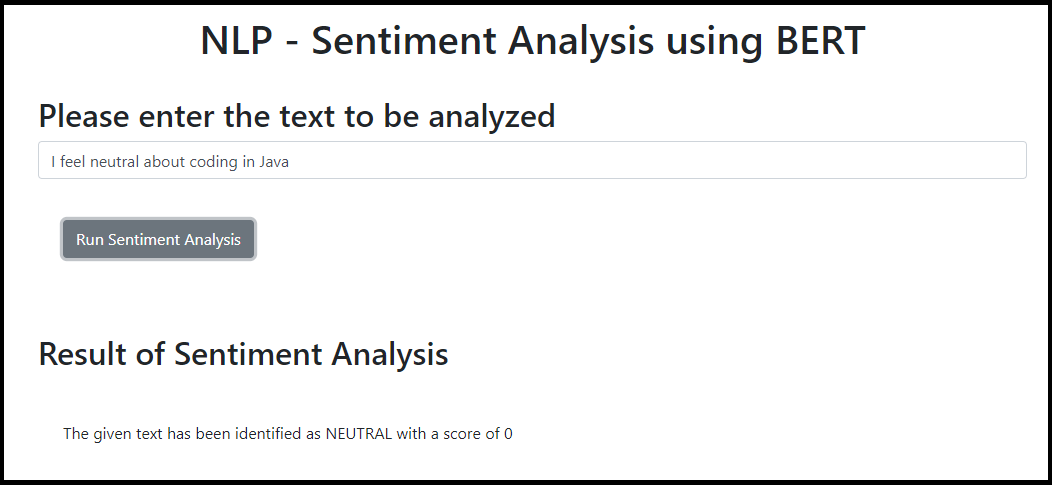 NLP - Sentiment Analysis using BERT
Please enter the text to be analyzed
I feel neutral about coding in Java
Run Sentiment Analysis
Result of Sentiment Analysis
The given text has been identified as NEUTRAL with a score of 0